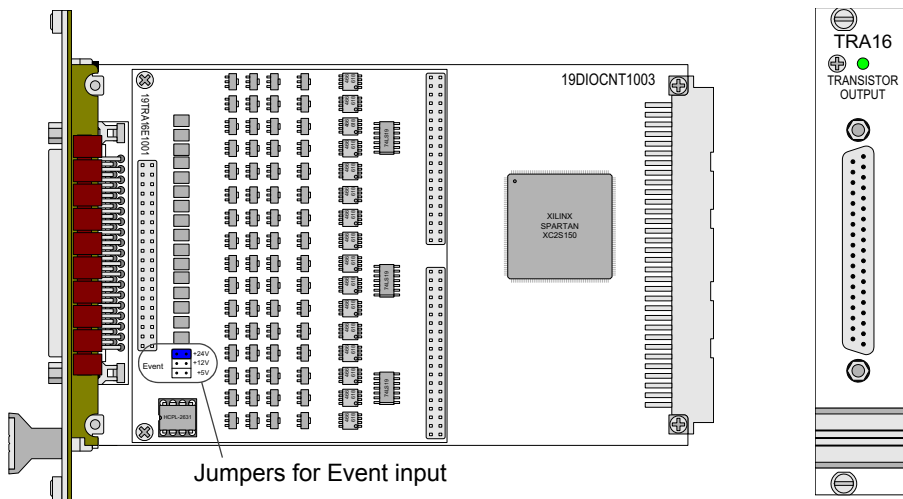 19DIOCNT1003
19TRA16E1001
74LS19
XILINX
SPARTAN
XC2S150
74LS19
Event
+24V
+12V
+5V
74LS19
HCPL-2631
Jumpers for Event input
TRA16
TRANSISTOR
OUTPUT